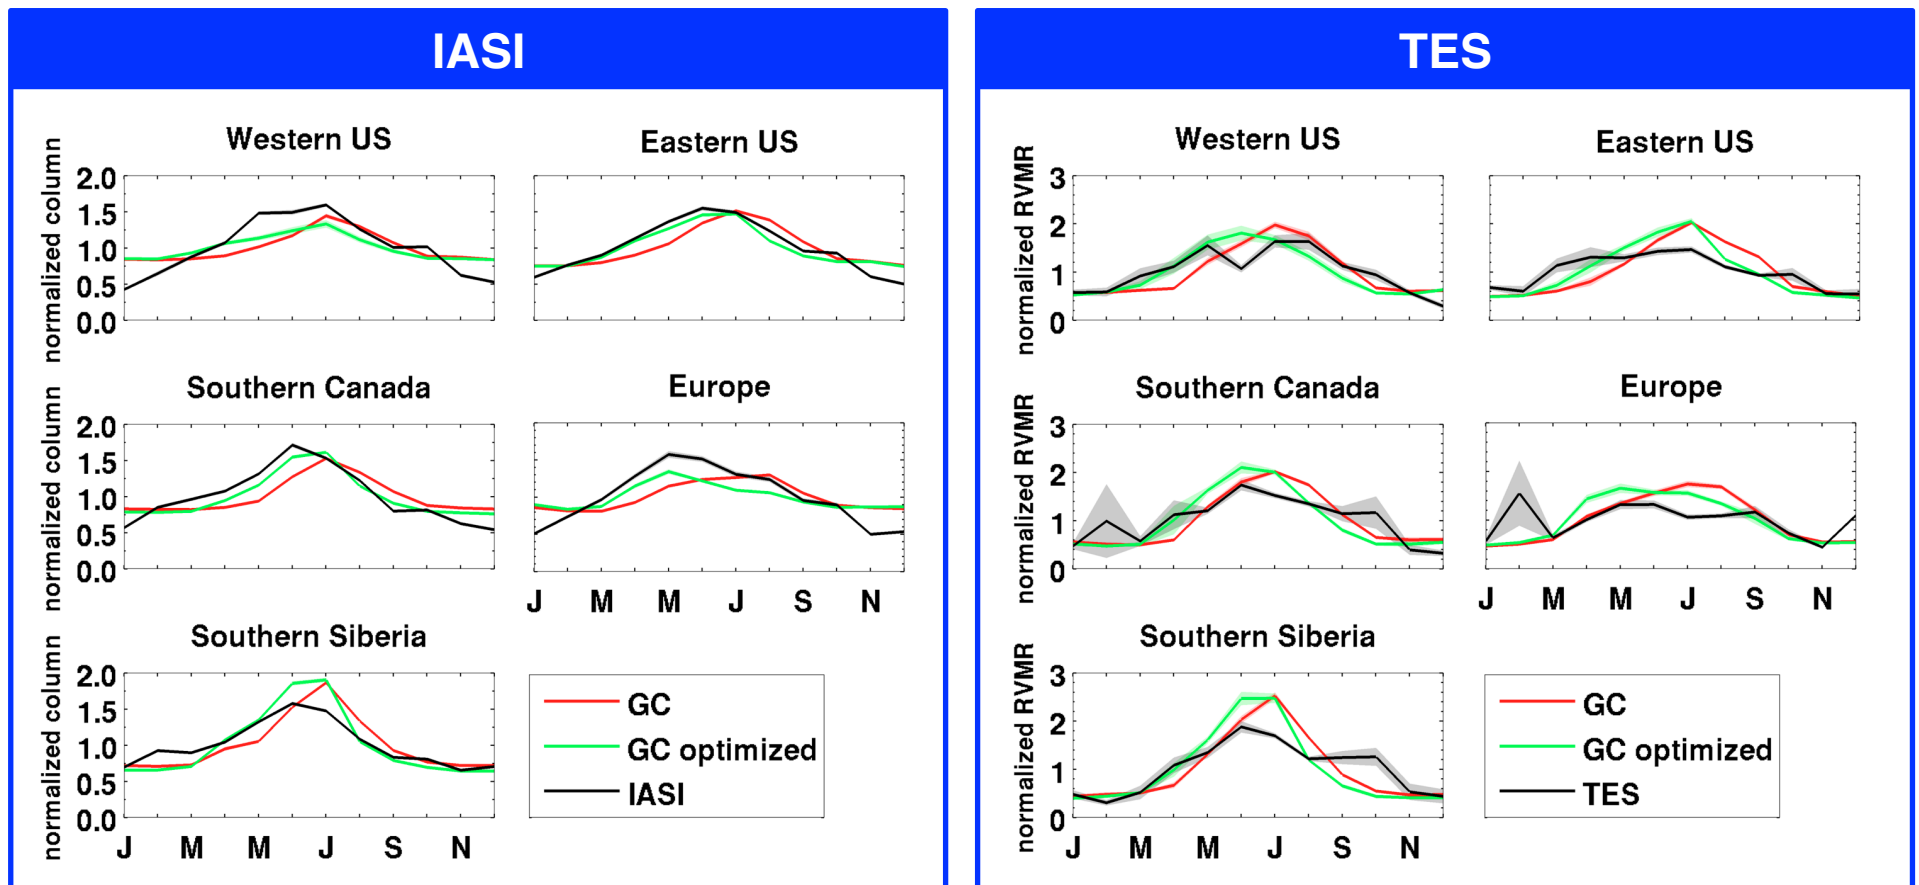 IASI
Western US
Eastern US
normalized column
2.0
1.5
1.0
0.5
0.0
Southern Canada
Europe
normalized column
2.0
1.5
1.0
0.5
0.0
J M M J S N
Southern Siberia
normalized column
2.0
1.5
1.0
0.5
0.0
J M M J S N
GC
GC optimized
IASI
TES
Western US
Eastern US
normalized RVMR
3
2
1
0
Southern Canada
Europe
normalized RVMR
3
2
1
0
J M M J S N
Southern Siberia
normalized RVMR
3
2
1
0
J M M J S N
GC
GC optimized
TES